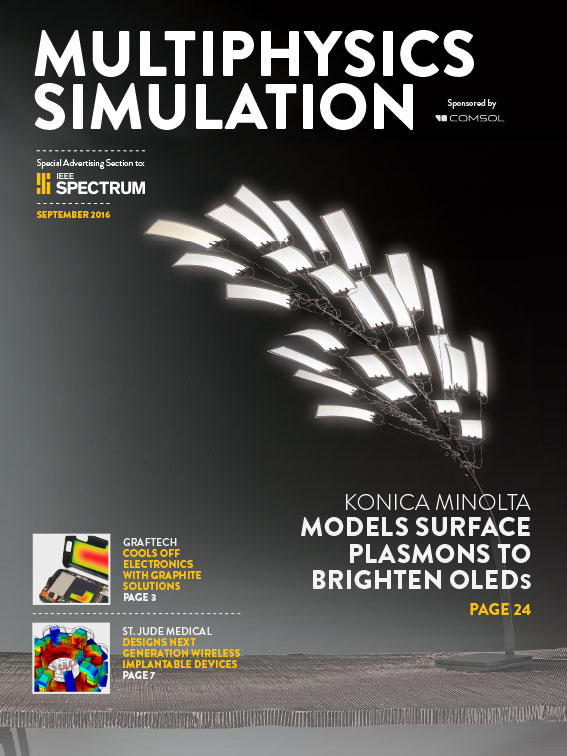 MULTIPHYSICS
SIMULATION
Sponsored by
COMSOL
Special Advertising Section to:
IEEE
SPECTRUM
SEPTEMBER 2016
KONICA MINOLTA
MODELS SURFACE
PLASMONS TO
BRIGHTEN OLEDs
PAGE 24
GRAFTECH
COOLS OFF
ELECTRONICS
WITH GRAPHITE
SOLUTIONS
PAGE 3
ST. JUDE MEDICAL
DESIGNS NEXT
GENERATION WIRELESS
IMPLANTABLE DEVICES
PAGE 7